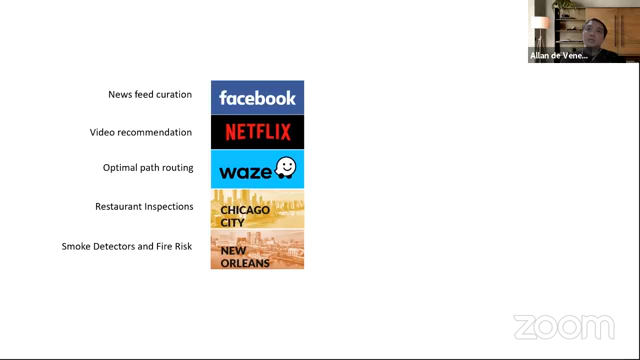 Allan de Vene...
News feed curation
facebook
Video recommendation
NETFLIX
Optimal path routing
waze
Restaurant Inspections
CHICAGO
CITY
Smoke Detectors and Fire Risk
NEW
ORLEANS
zoom